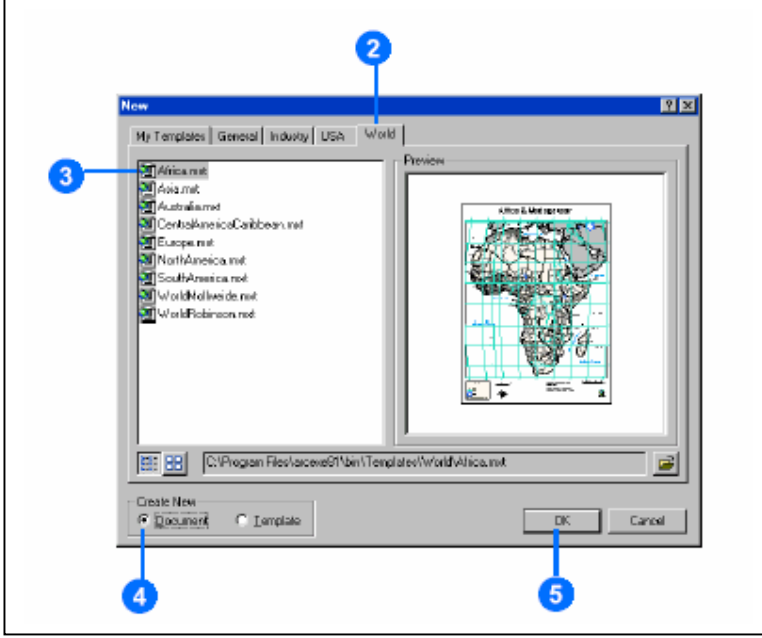 2
New
My Templates General Industry USA World
3
Africa.mxt
Asia.mxt
Australia.mxt
CentralAmericaCaribbean.mxt
Europe.mxt
NorthAmerica.mxt
SouthAmerica.mxt
WorldMollweide.mxt
WorldRobinson.mxt
Preview
Africa & Madagascar
C:\Program Files\arcexe81\bin\Templates\World\Africa.mxt
Create New
Document Template
OK Cancel
4
5